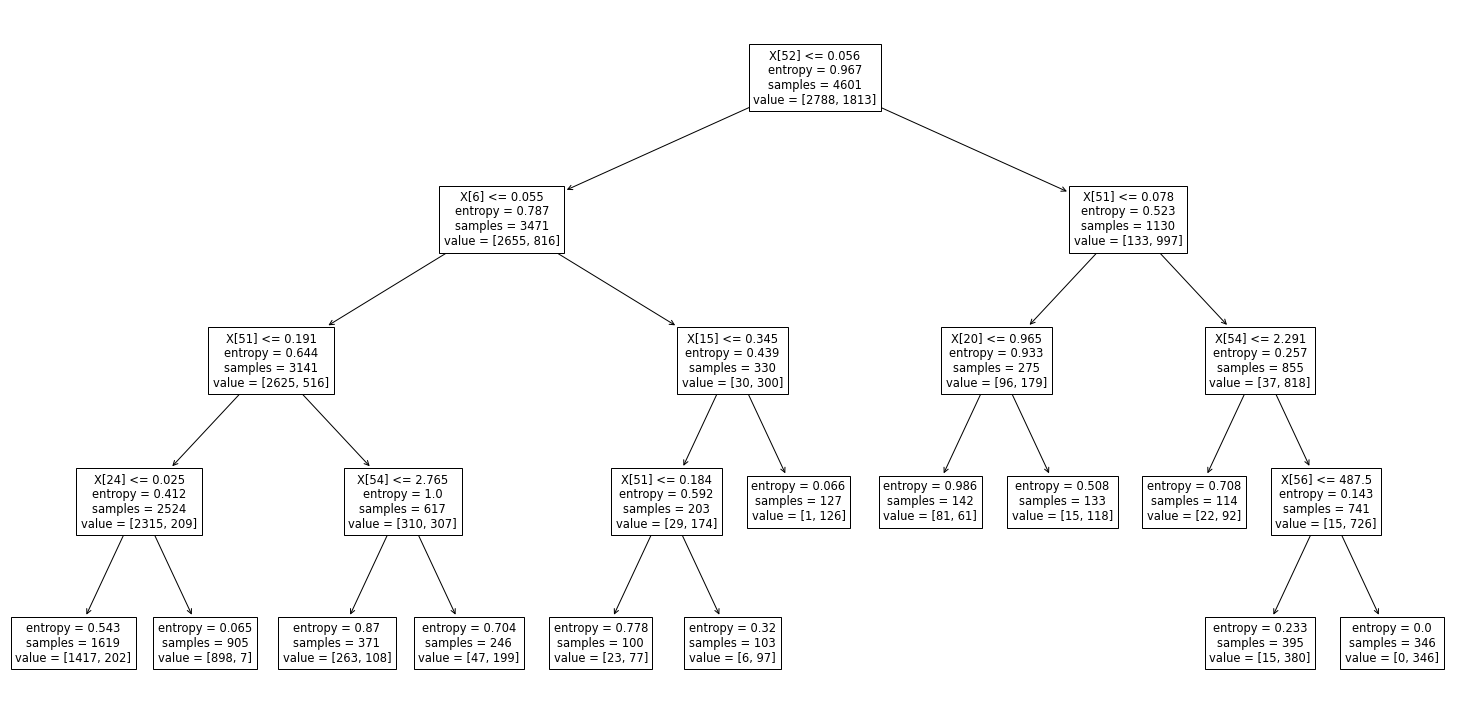 X[52] <= 0.056
entropy = 0.967
samples = 4601
value = [2788, 1813]
X[6] <= 0.055
entropy = 0.787
samples = 3471
value = [2655, 816]
X[51] <= 0.078
entropy = 0.523
samples = 1130
value = [133, 997]
X[51] <= 0.191
entropy = 0.644
samples = 3141
value = [2625, 516]
X[15] <= 0.345
entropy = 0.439
samples = 330
value = [30, 300]
X[20] <= 0.965
entropy = 0.933
samples = 275
value = [96, 179]
X[54] <= 2.291
entropy = 0.257
samples = 855
value = [37, 818]
X[24] <= 0.025
entropy = 0.412
samples = 2524
value = [2315, 209]
X[54] <= 2.765
entropy = 1.0
samples = 617
value = [310, 307]
X[51] <= 0.184
entropy = 0.592
samples = 203
value = [29, 174]
entropy = 0.066
samples = 127
value = [1, 126]
entropy = 0.986
samples = 142
value = [81, 61]
entropy = 0.508
samples = 133
value = [15, 118]
entropy = 0.708
samples = 114
value = [22, 92]
X[56] <= 487.5
entropy = 0.143
samples = 741
value = [15, 726]
entropy = 0.543
samples = 1619
value = [1417, 202]
entropy = 0.065
samples = 905
value = [898, 7]
entropy = 0.87
samples = 371
value = [263, 108]
entropy = 0.704
samples = 246
value = [47, 199]
entropy = 0.778
samples = 100
value = [23, 77]
entropy = 0.32
samples = 103
value = [6, 97]
entropy = 0.233
samples = 395
value = [15, 380]
entropy = 0.0
samples = 346
value = [0, 346]